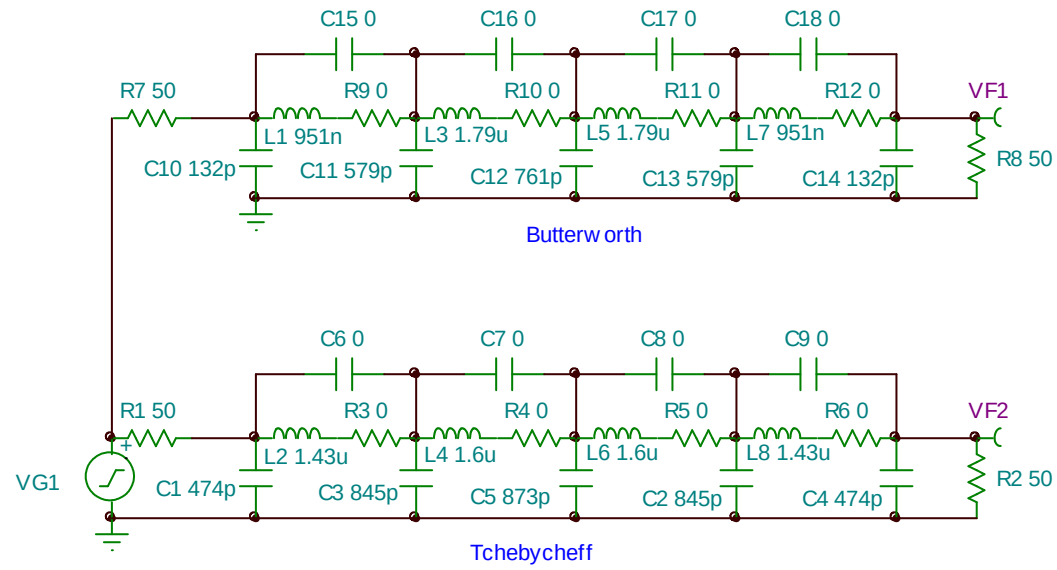 C15 0
C16 0
C17 0
C18 0
R7 50
R9 0
R10 0
R11 0
R12 0
VF1
L1 951n
L3 1.79u
L5 1.79u
L7 951n
C10 132p
C11 579p
C12 761p
C13 579p
C14 132p
R8 50
Butterw orth
C6 0
C7 0
C8 0
C9 0
R1 50
R3 0
R4 0
R5 0
R6 0
VF2
+
L2 1.43u
L4 1.6u
L6 1.6u
L8 1.43u
VG1
C1 474p
C3 845p
C5 873p
C2 845p
C4 474p
R2 50
Tchebycheff